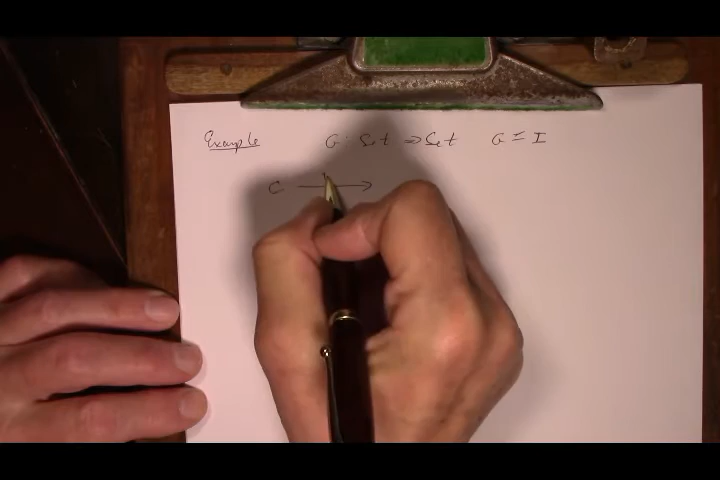 Example G : Set ⇒ Set G = I
C →